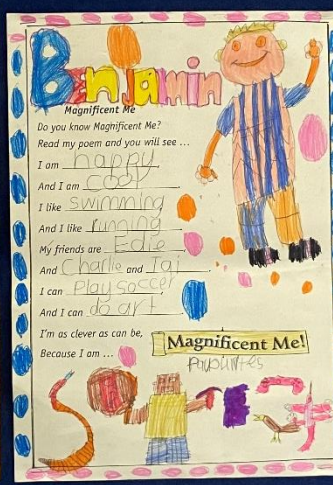 Benjamin
Magnificent Me
Do you know Magnificent Me?
Read my poem and you will see ...
I am happy
And I am cool
I like swimming
And I like running
My friends are Edie
And Charlie and Taj.
I can play soccer
And I can do art.
I'm as clever as can be,
Because I am ...
Magnificent Me!
Favourites